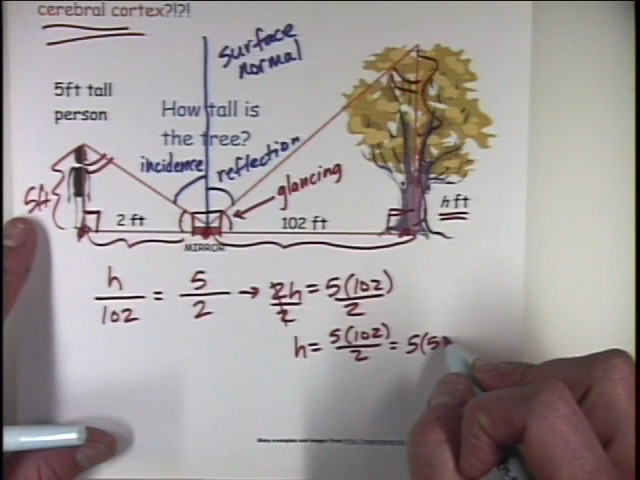 cerebral cortex?!?!
surface
normal
5ft tall
person
How tall is
the tree?
incidence
reflection
glancing
5ft
h ft
2 ft
102 ft
MIRROR
h/102 = 5/2 → 2h/2 = 5(102)/2
h = 5(102)/2 = 5(5